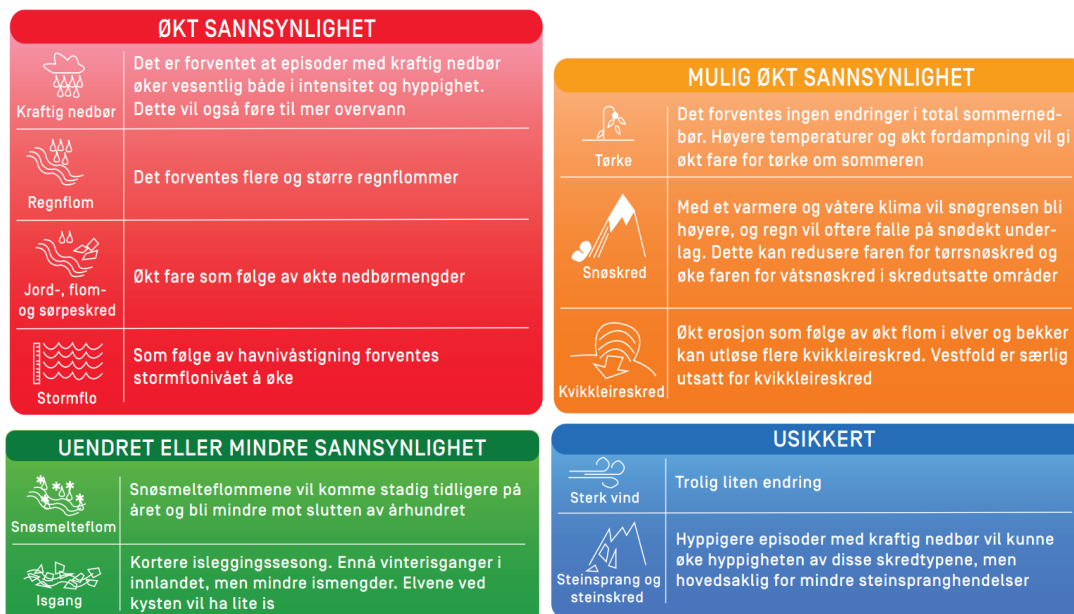 ØKT SANNSYNLIGHET
Kraftig nedbør
Det er forventet at episoder med kraftig nedbør
øker vesentlig både i intensitet og hyppighet.
Dette vil også føre til mer overvann
Regnflom
Det forventes flere og større regnflommer
Jord-, flom-
og sørpeskred
Økt fare som følge av økte nedbørmengder
Stormflo
Som følge av havnivåstigning forventes
stormflonivået å øke
MULIG ØKT SANNSYNLIGHET
Tørke
Det forventes ingen endringer i total sommerned-
bør. Høyere temperaturer og økt fordampning vil gi
økt fare for tørke om sommeren
Snøskred
Med et varmere og våtere klima vil snøgrensen bli
høyere, og regn vil oftere falle på snødekt under-
lag. Dette kan redusere faren for tørrsnøskred og
øke faren for våtsnøskred i skredutsatte områder
Kvikkleireskred
Økt erosjon som følge av økt flom i elver og bekker
kan utløse flere kvikkleireskred. Vestfold er særlig
utsatt for kvikkleireskred
UENDRET ELLER MINDRE SANNSYNLIGHET
Snøsmelteflom
Snøsmelteflommene vil komme stadig tidligere på
året og bli mindre mot slutten av århundret
Isgang
Kortere isleggingssesong. Ennå vinterisganger i
innlandet, men mindre ismengder. Elvene ved
kysten vil ha lite is
USIKKERT
Sterk vind
Trolig liten endring
Steinsprang og
steinskred
Hyppigere episoder med kraftig nedbør vil kunne
øke hyppigheten av disse skredtypene, men
hovedsaklig for mindre steinspranghendelser